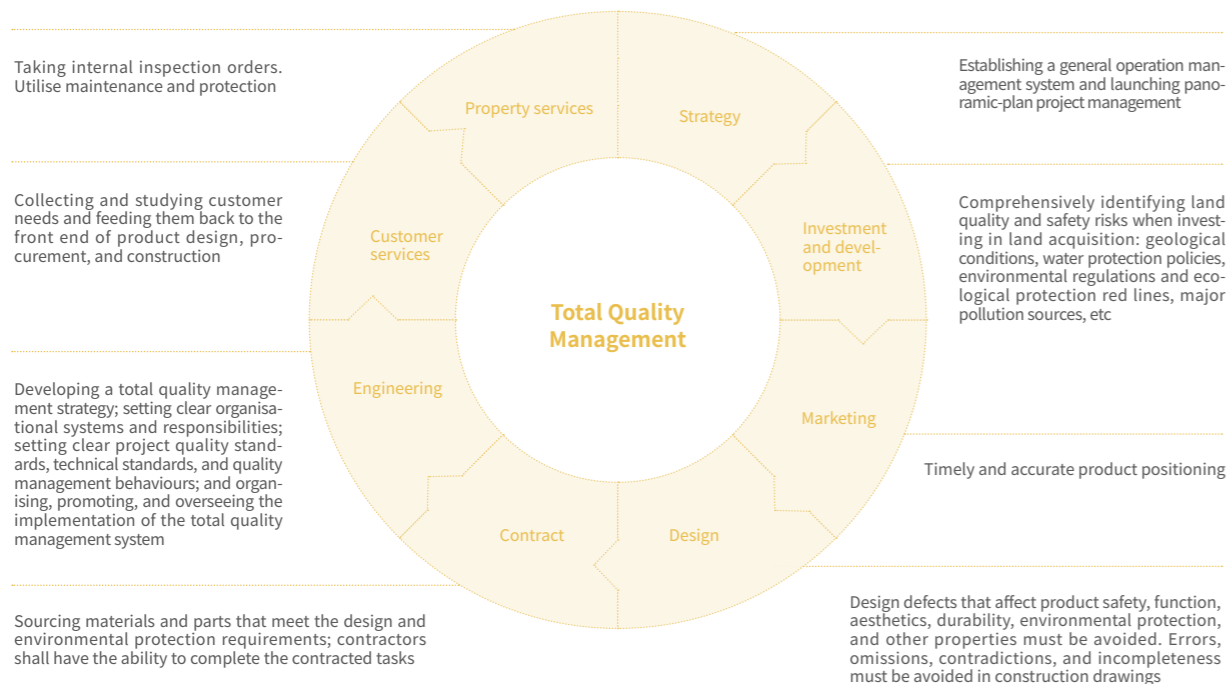 Taking internal inspection orders.
Utilise maintenance and protection
Collecting and studying customer
needs and feeding them back to the
front end of product design, pro-
curement, and construction
Developing a total quality manage-
ment strategy; setting clear organisa-
tional systems and responsibilities;
setting clear project quality stand-
ards, technical standards, and quality
management behaviours; and organ-
ising, promoting, and overseeing the
implementation of the total quality
management system
Sourcing materials and parts that meet the design and
environmental protection requirements; contractors
shall have the ability to complete the contracted tasks
Property services
Strategy
Customer
services
Investment
and devel-
opment
Total Quality
Management
Engineering
Marketing
Contract
Design
Establishing a general operation man-
agement system and launching pano-
ramic-plan project management
Comprehensively identifying land
quality and safety risks when invest-
ing in land acquisition: geological
conditions, water protection policies,
environmental regulations and eco-
logical protection red lines, major
pollution sources, etc
Timely and accurate product positioning
Design defects that affect product safety, function,
aesthetics, durability, environmental protection,
and other properties must be avoided. Errors,
omissions, contradictions, and incompleteness
must be avoided in construction drawings